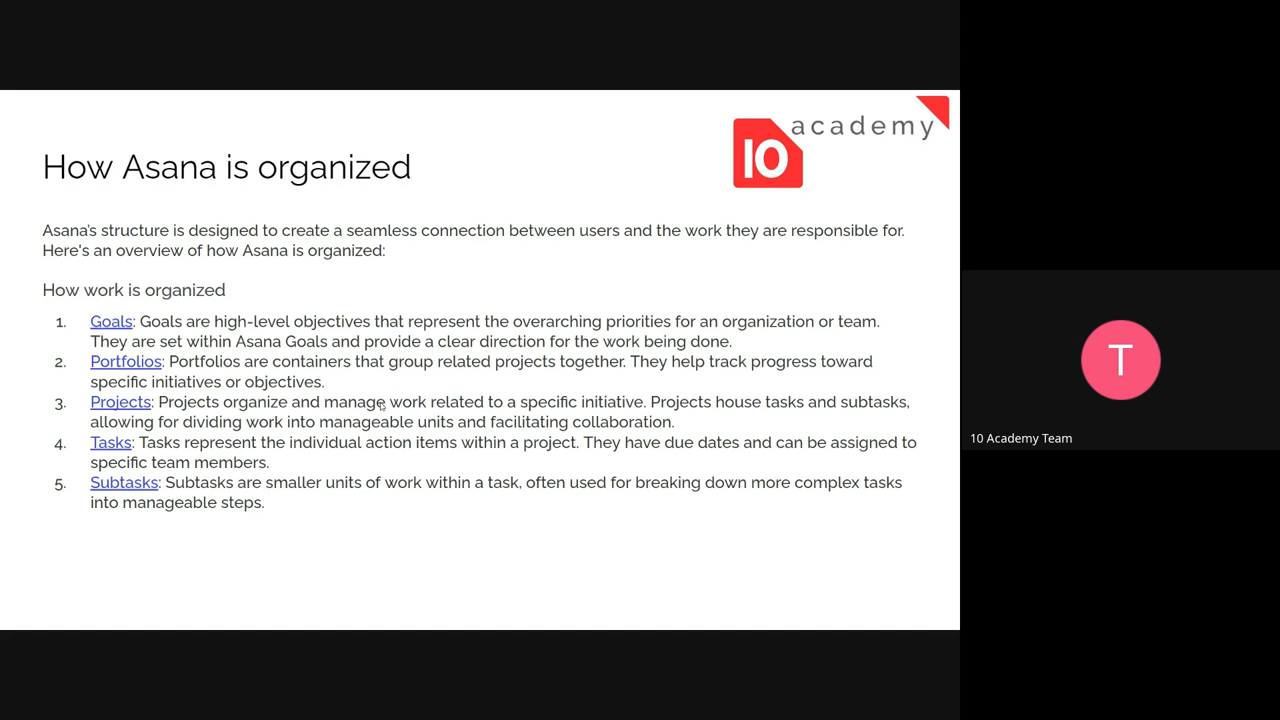 academy
10
How Asana is organized
Asana's structure is designed to create a seamless connection between users and the work they are responsible for.
Here's an overview of how Asana is organized:
How work is organized
1. Goals: Goals are high-level objectives that represent the overarching priorities for an organization or team.
They are set within Asana Goals and provide a clear direction for the work being done.
2. Portfolios: Portfolios are containers that group related projects together. They help track progress toward
specific initiatives or objectives.
3. Projects: Projects organize and manage work related to a specific initiative. Projects house tasks and subtasks,
allowing for dividing work into manageable units and facilitating collaboration.
4. Tasks: Tasks represent the individual action items within a project. They have due dates and can be assigned to
specific team members.
5. Subtasks: Subtasks are smaller units of work within a task, often used for breaking down more complex tasks
into manageable steps.
T
10 Academy Team